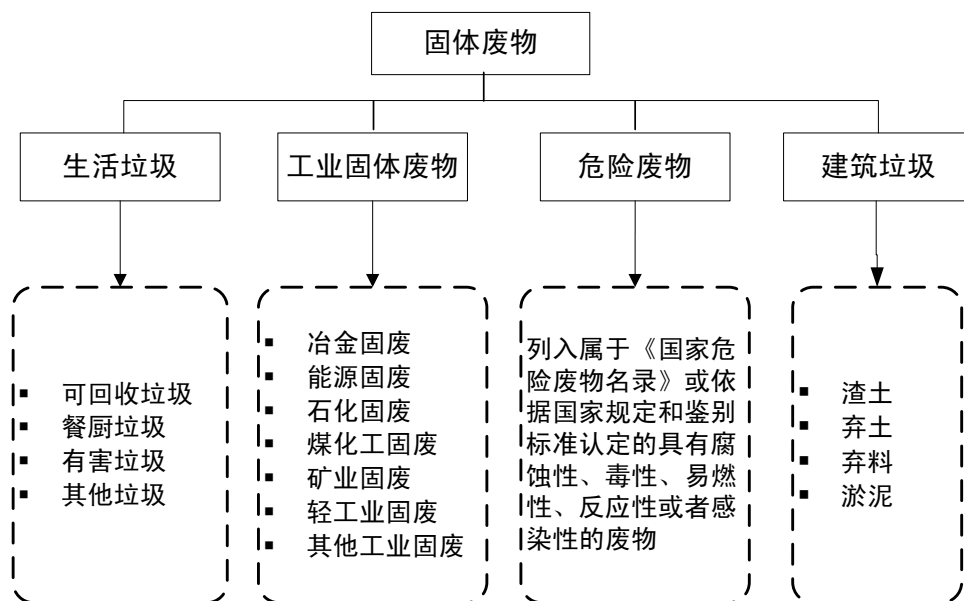 固体废物
生活垃圾
工业固体废物
危险废物
建筑垃圾
▪ 可回收垃圾
▪ 餐厨垃圾
▪ 有害垃圾
▪ 其他垃圾
▪ 冶金固废
▪ 能源固废
▪ 石化固废
▪ 煤化工固废
▪ 矿业固废
▪ 轻工业固废
▪ 其他工业固废
列入属于《国家危
险废物名录》或依
据国家规定和鉴别
标准认定的具有腐
蚀性、毒性、易燃
性、反应性或者感
染性的废物
▪ 渣土
▪ 弃土
▪ 弃料
▪ 淤泥